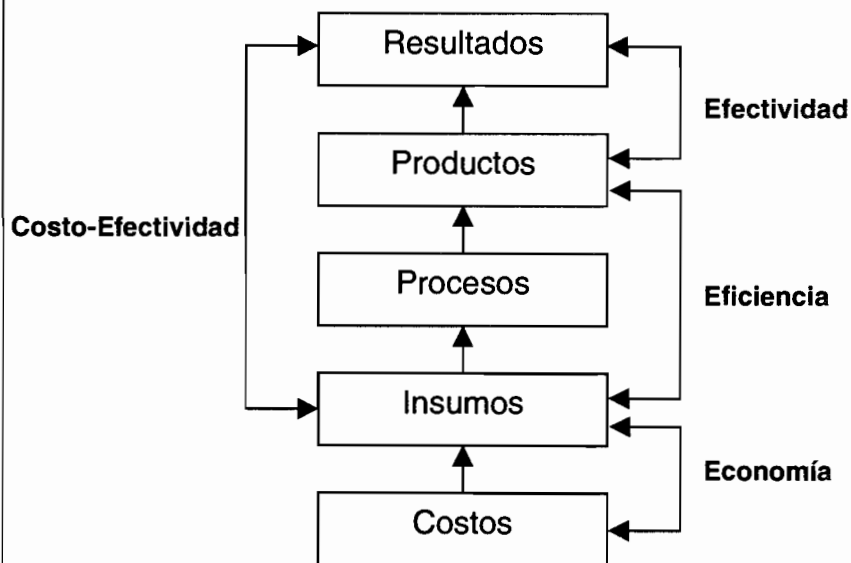 Resultados
Efectividad
Productos
Costo-Efectividad
Procesos
Eficiencia
Insumos
Economía
Costos